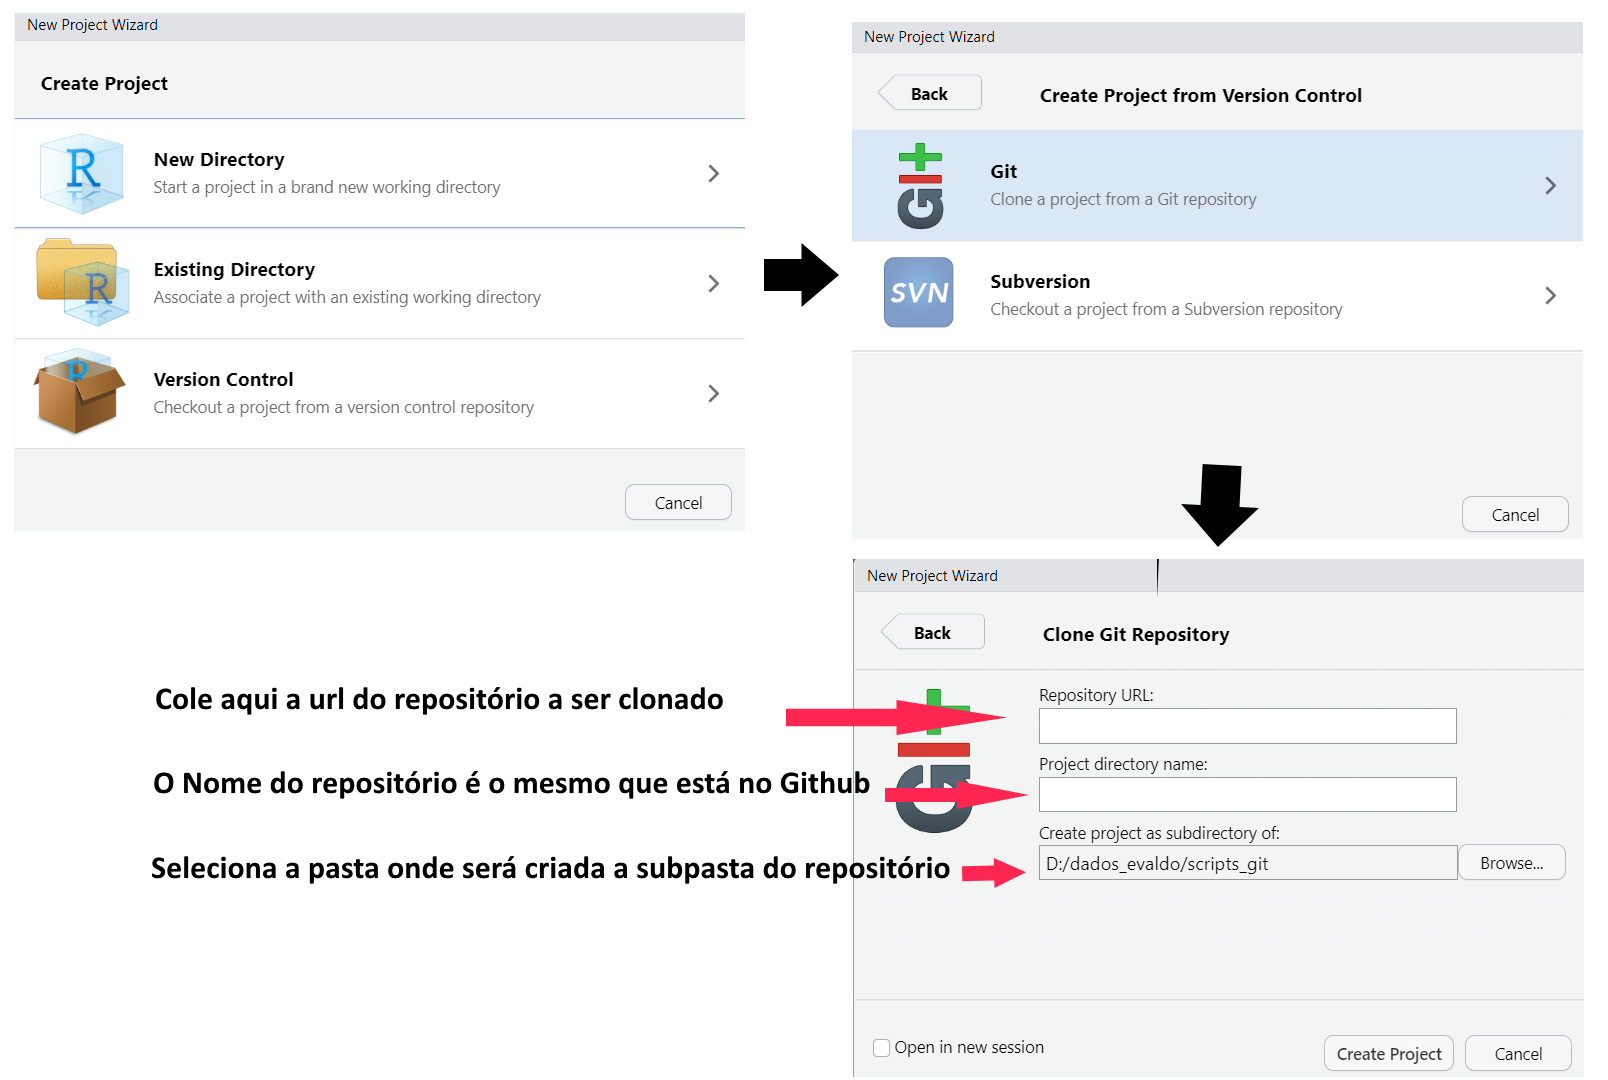 New Project Wizard
Create Project
R
New Directory
Start a project in a brand new working directory
R
Existing Directory
Associate a project with an existing working directory
R
Version Control
Checkout a project from a version control repository
Cancel
New Project Wizard
Back
Create Project from Version Control
GIt
Git
Clone a project from a Git repository
SVN
Subversion
Checkout a project from a Subversion repository
Cancel
New Project Wizard
Back
Clone Git Repository
GIt
Cole aqui a url do repositório a ser clonado
Repository URL:
O Nome do repositório é o mesmo que está no Github
Project directory name:
Seleciona a pasta onde será criada a subpasta do repositório
Create project as subdirectory of:
D:/dados_evaldo/scripts_git
Browse...
Open in new session
Create Project
Cancel